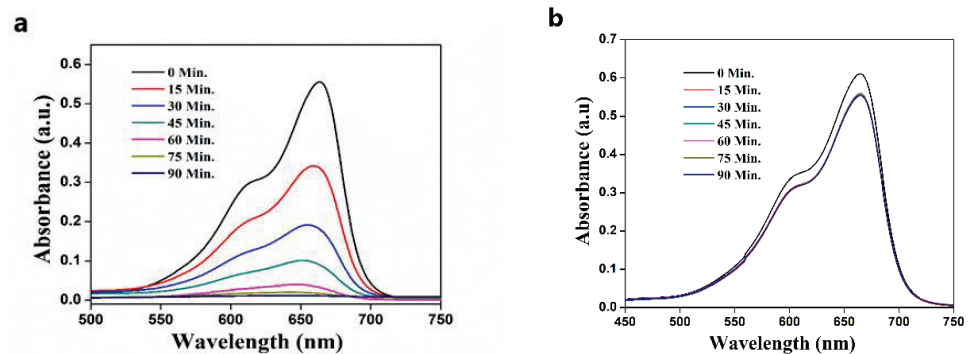 a
0.6
0.5
0.4
0.3
0.2
0.1
0.0
Absorbance (a.u.)
0 Min.
15 Min.
30 Min.
45 Min.
60 Min.
75 Min.
90 Min.
500 550 600 650 700 750
Wavelength (nm)
b
0.7
0.6
0.5
0.4
0.3
0.2
0.1
0.0
Absorbance (a.u)
0 Min.
15 Min.
30 Min.
45 Min.
60 Min.
75 Min.
90 Min.
450 500 550 600 650 700 750
Wavelength (nm)